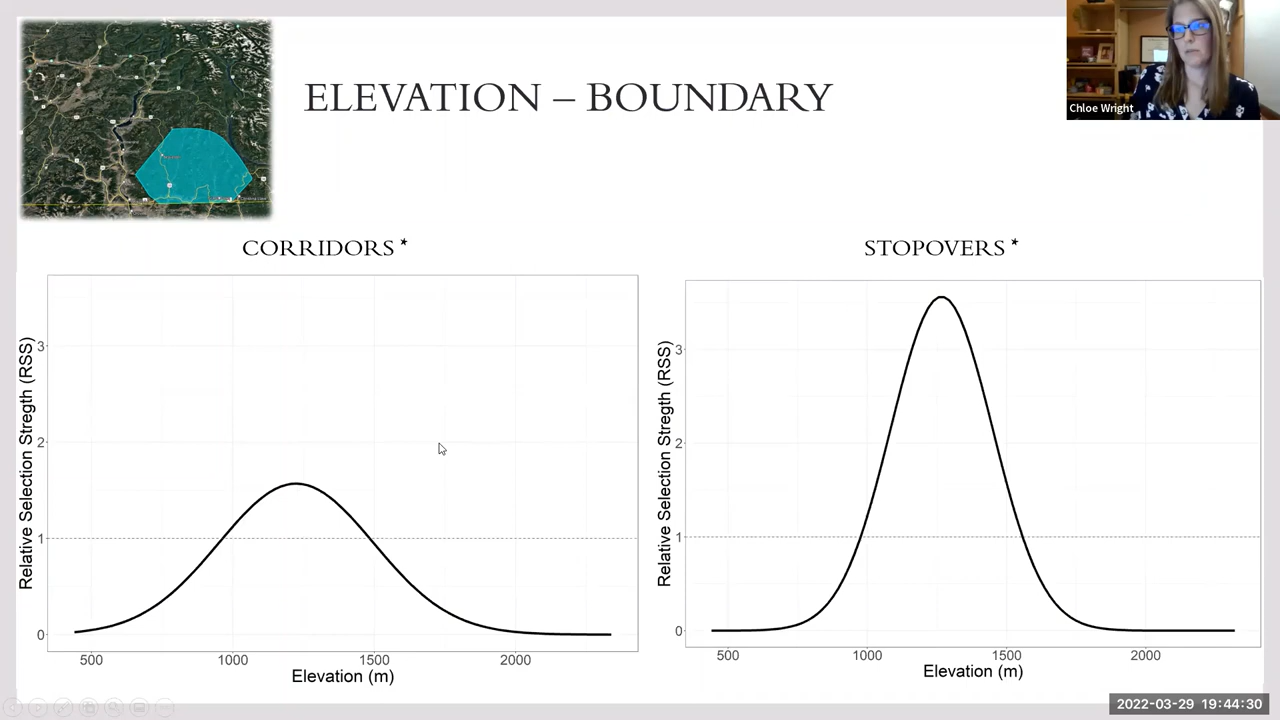 Chloe Wright
ELEVATION – BOUNDARY
CORRIDORS *
STOPOVERS *
Relative Selection Stregth (RSS)
3
2
1
0
500 1000 1500 2000
Elevation (m)
Relative Selection Stregth (RSS)
3
2
1
0
500 1000 1500 2000
Elevation (m)
2022-03-29 19:44:30